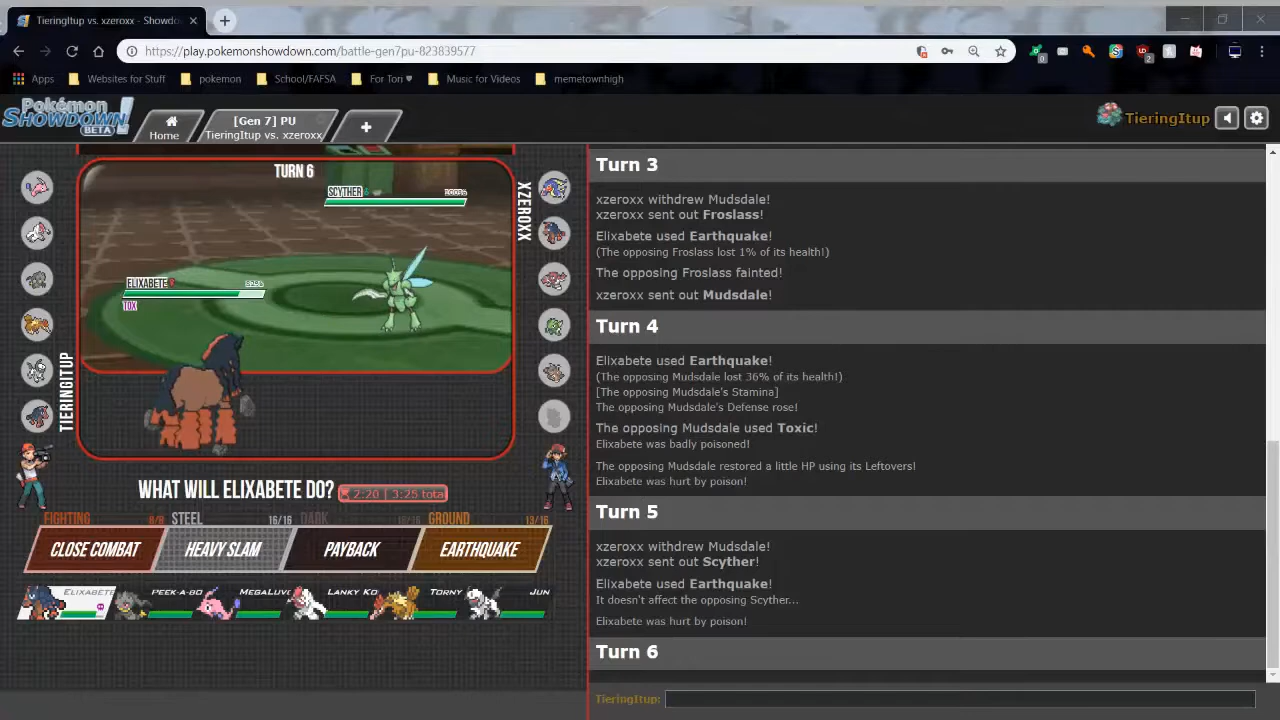 TieringItup vs. xzeroxx - Showdo
https://play.pokemonshowdown.com/battle-gen7pu-823839577
Apps
Websites for Stuff
pokemon
School/FAFSA
For Tori ♥
Music for Videos
memetownhigh
Pokémon
SHOWDOWN!
BETA
Home
[Gen 7] PU
TieringItup vs. xzeroxx
TieringItup
TURN 6
SCYTHER
100%
ELIXABETE
82%
TOX
TIERINGITUP
XZEROXX
WHAT WILL ELIXABETE DO?
2:20 | 3:25 total
FIGHTING 8/8
CLOSE COMBAT
STEEL 16/16
HEAVY SLAM
DARK 16/16
PAYBACK
GROUND 13/16
EARTHQUAKE
ELIXABETE
PEEK-A-BO
MEGALUV
LANKY KO
TORNY
JUN
Turn 3
xzeroxx withdrew Mudsdale!
xzeroxx sent out Froslass!
Elixabete used Earthquake!
(The opposing Froslass lost 1% of its health!)
The opposing Froslass fainted!
xzeroxx sent out Mudsdale!
Turn 4
Elixabete used Earthquake!
(The opposing Mudsdale lost 36% of its health!)
[The opposing Mudsdale's Stamina]
The opposing Mudsdale's Defense rose!
The opposing Mudsdale used Toxic!
Elixabete was badly poisoned!
The opposing Mudsdale restored a little HP using its Leftovers!
Elixabete was hurt by poison!
Turn 5
xzeroxx withdrew Mudsdale!
xzeroxx sent out Scyther!
Elixabete used Earthquake!
It doesn't affect the opposing Scyther...
Elixabete was hurt by poison!
Turn 6
TieringItup: